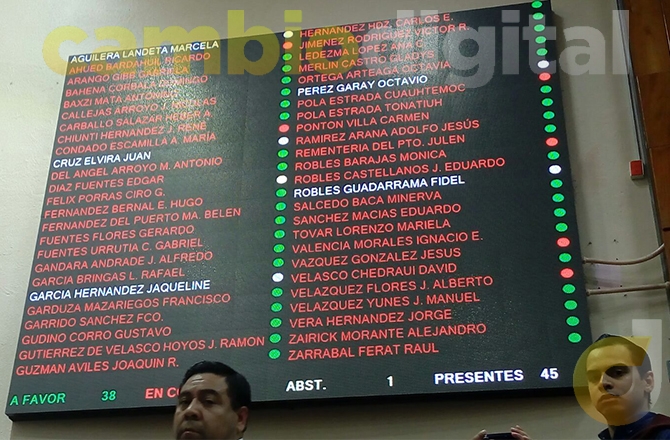 cambio digital
AGUILERA LANDETA MARCELA
AHUED BARDAHUIL RICARDO
ARANGO GIBB GABRIELA
BAHENA CORBALA DOMINGO
BAXZI MATA ANTONINO
CALLEJAS ARROYO J. NICOLAS
CARBALLO SALAZAR HEBER A
CHIUNTI HERNANDEZ J. RENÉ
CONDADO ESCAMILLA A. MARÍA
CRUZ ELVIRA JUAN
DEL ANGEL ARROYO M. ANTONIO
DIAZ FUENTES EDGAR
FELIX PORRAS CIRO G.
FERNANDEZ BERNAL E. HUGO
FERNANDEZ DEL PUERTO MA. BELEN
FUENTES FLORES GERARDO
FUENTES URRUTIA C. GABRIEL
GANDARA ANDRADE J. ALFREDO
GARCIA BRINGAS L. RAFAEL
GARCIA HERNANDEZ JAQUELINE
GARDUZA MAZARIEGOS FRANCISCO
GARRIDO SANCHEZ FCO.
GUDINO CORRO GUSTAVO
GUTIERREZ DE VELASCO HOYOS J. RAMON
GUZMAN AVILES JOAQUIN R.
HERNANDEZ HDZ. CARLOS E.
JIMENEZ RODRIGUEZ VICTOR R.
LEDEZMA LOPEZ ANA C.
MERLIN CASTRO GLADYS
ORTEGA ARTEAGA OCTAVIA
PEREZ GARAY OCTAVIO
POLA ESTRADA CUAUHTEMOC
POLA ESTRADA TONATIUH
PONTON VILLA CARMEN
RAMIREZ ARANA ADOLFO JESÚS
REMENTERIA DEL PTO. JULEN
ROBLES BARAJAS MONICA
ROBLES CASTELLANOS J. EDUARDO
ROBLES GUADARRAMA FIDEL
SALCEDO BACA MINERVA
SANCHEZ MACIAS EDUARDO
TOVAR LORENZO MARIELA
VALENCIA MORALES IGNACIO E.
VAZQUEZ GONZALEZ JESUS
VELASCO CHEDRAUI DAVID
VELAZQUEZ FLORES J. ALBERTO
VELAZQUEZ YUNES J. MANUEL
VERA HERNANDEZ JORGE
ZAIRICK MORANTE ALEJANDRO
ZARRABAL FERAT RAUL
A FAVOR 38 EN CO ABST. 1 PRESENTES 45